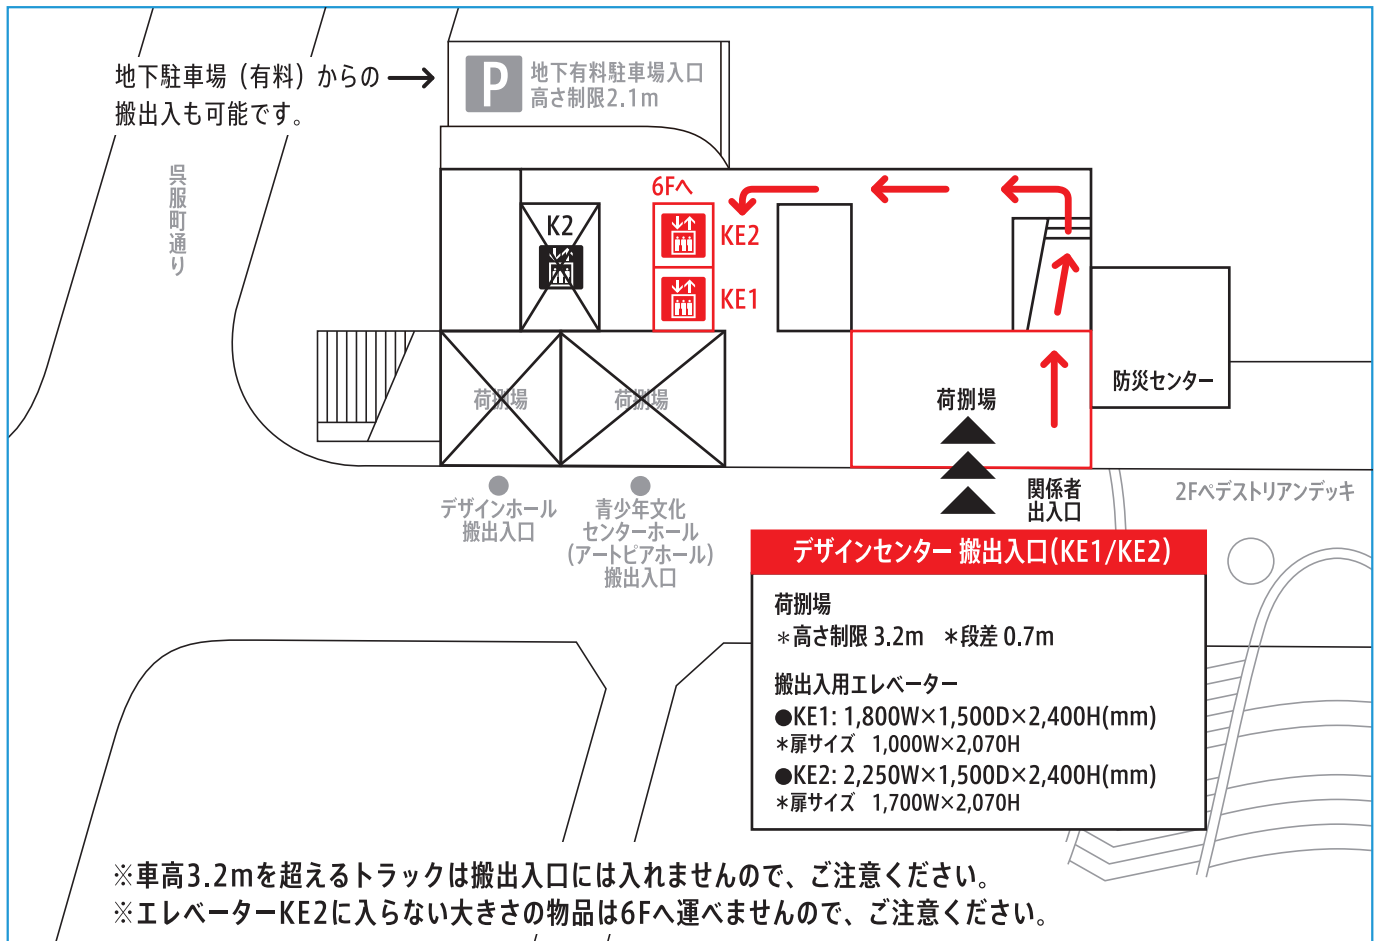 地下駐車場（有料）からの
搬出入も可能です。
P
地下有料駐車場入口
高さ制限2.1m
呉服町通り
6Fへ
K2
KE2
KE1
荷捌場
荷捌場
荷捌場
防災センター
デザインホール
搬出入口
青少年文化
センターホール
(アートピアホール)
搬出入口
関係者
出入口
2Fペデストリアンデッキ
デザインセンター 搬出入口(KE1/KE2)
荷捌場
＊高さ制限 3.2m ＊段差 0.7m
搬出入用エレベーター
●KE1: 1,800W×1,500D×2,400H(mm)
＊扉サイズ 1,000W×2,070H
●KE2: 2,250W×1,500D×2,400H(mm)
＊扉サイズ 1,700W×2,070H
※車高3.2mを超えるトラックは搬出入口には入れませんので、ご注意ください。
※エレベーターKE2に入らない大きさの物品は6Fへ運べませんので、ご注意ください。